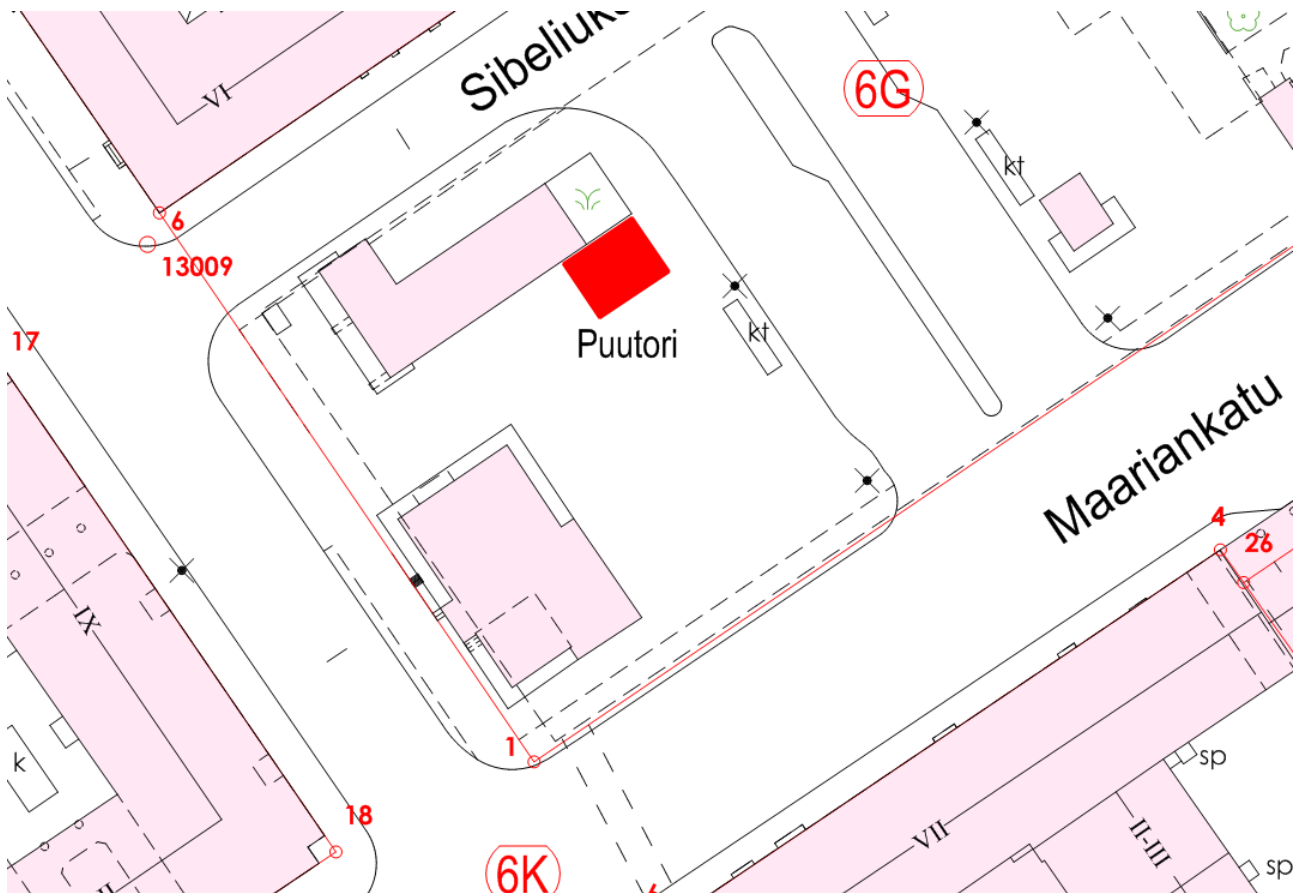 Sibeliuk
VI
6G
6
kt
13009
17
Puutori
kt
Maariankatu
4
26
IX
1
k
sp
18
VII
II-III
6K
sp